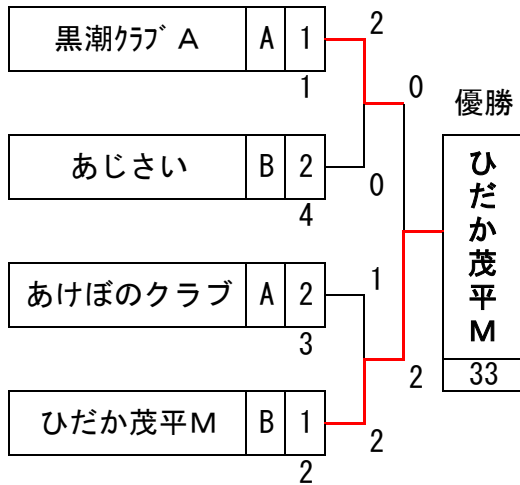 黒潮ｸﾗﾌﾞ A A 1 2
1
0
優勝
あじさい B 2 0
4
ひだか茂平M
あけぼのクラブ A 2 1
3
2
33
ひだか茂平M B 1 2
2